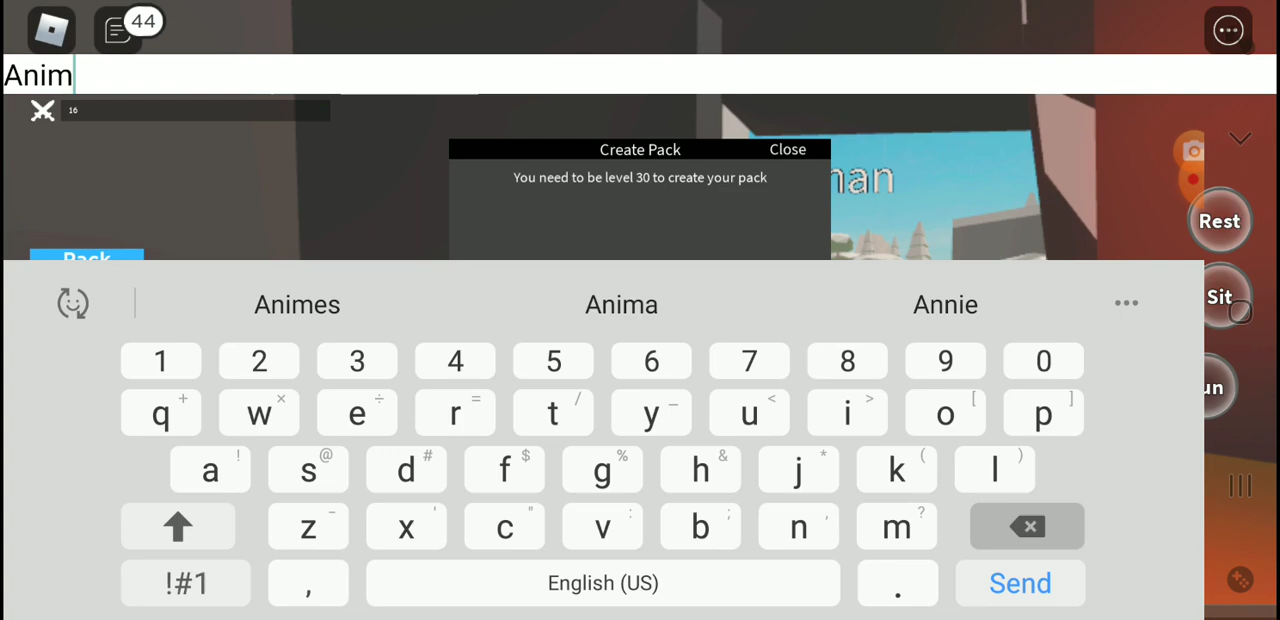 44
Anim
16
Create Pack Close
You need to be level 30 to create your pack
Rest
Pack
Sit
Animes Anima Annie
1 2 3 4 5 6 7 8 9 0
q + w × e ÷ r = t / y _ u < i > o [ p ]
a ! s @ d # f $ g % h & j * k ( l )
z - x ' c " v : b ; n , m ?
!#1 , English (US) . Send